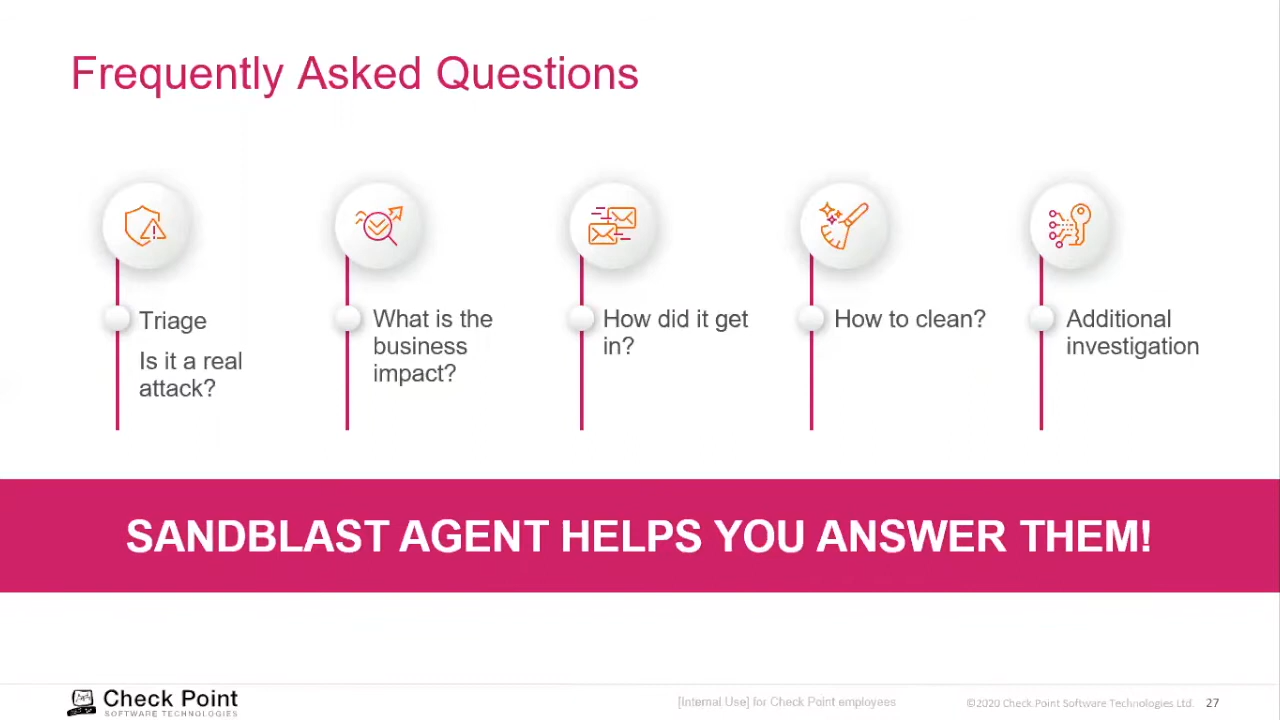 Frequently Asked Questions
Triage
Is it a real
attack?
What is the
business
impact?
How did it get
in?
How to clean?
Additional
investigation
SANDBLAST AGENT HELPS YOU ANSWER THEM!
Check Point
SOFTWARE TECHNOLOGIES
[Internal Use] for Check Point employees
©2020 Check Point Software Technologies Ltd.
27